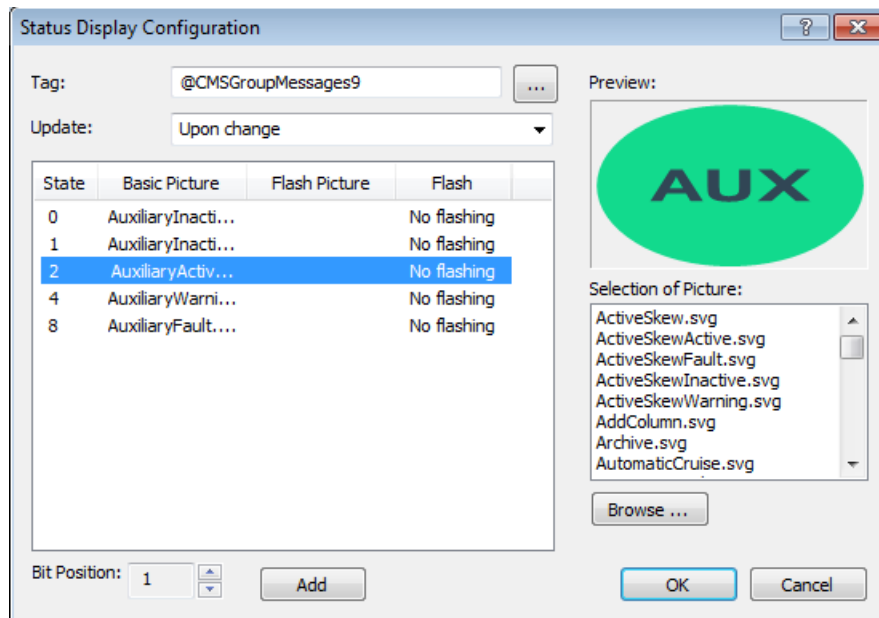 Status Display Configuration
Tag: @CMSGroupMessages9 ...
Update: Upon change
State Basic Picture Flash Picture Flash
0 AuxiliaryInacti... No flashing
1 AuxiliaryInacti... No flashing
2 AuxiliaryActiv... No flashing
4 AuxiliaryWarni... No flashing
8 AuxiliaryFault.... No flashing
Bit Position: 1 Add
Preview:
AUX
Selection of Picture:
ActiveSkew.svg
ActiveSkewActive.svg
ActiveSkewFault.svg
ActiveSkewInactive.svg
ActiveSkewWarning.svg
AddColumn.svg
Archive.svg
AutomaticCruise.svg
Browse ...
OK Cancel